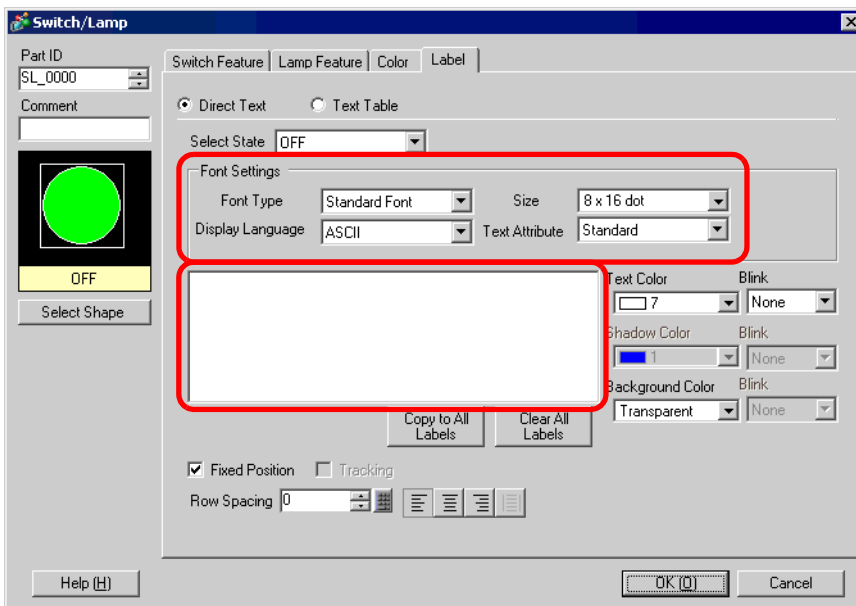 Switch/Lamp
Part ID
SL_0000
Comment
OFF
Select Shape
Switch Feature Lamp Feature Color Label
Direct Text Text Table
Select State OFF
Font Settings
Font Type Standard Font Size 8 x 16 dot
Display Language ASCII Text Attribute Standard
Text Color Blink
7 None
Shadow Color Blink
1 None
Background Color Blink
Transparent None
Copy to All Labels Clear All Labels
Fixed Position Tracking
Row Spacing 0
Help (H) OK (O) Cancel